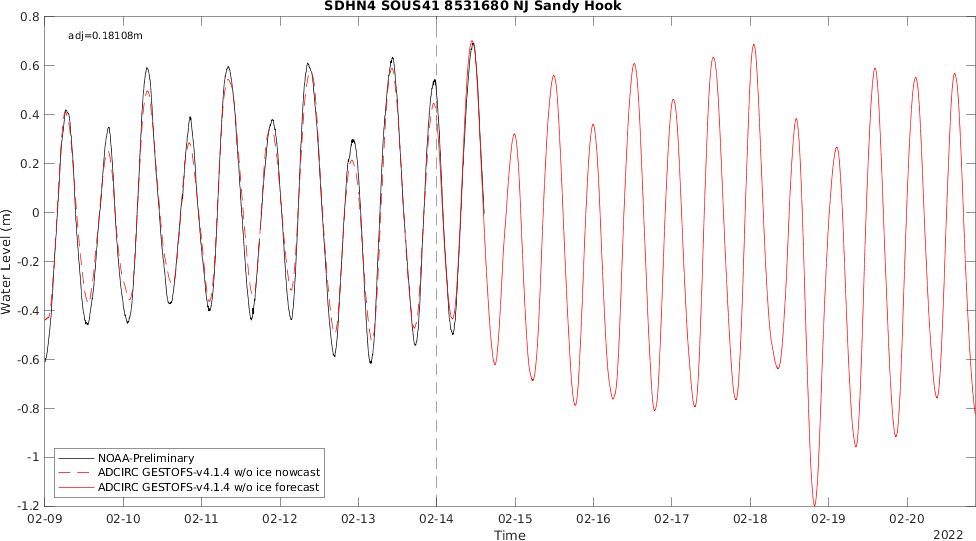 SDHN4 SOUS41 8531680 NJ Sandy Hook
adj=0.18108m
0.8
0.6
0.4
0.2
0
-0.2
-0.4
-0.6
-0.8
-1
-1.2
Water Level (m)
NOAA-Preliminary
ADCIRC GESTOFS-v4.1.4 w/o ice nowcast
ADCIRC GESTOFS-v4.1.4 w/o ice forecast
02-09 02-10 02-11 02-12 02-13 02-14 02-15 02-16 02-17 02-18 02-19 02-20
Time
2022